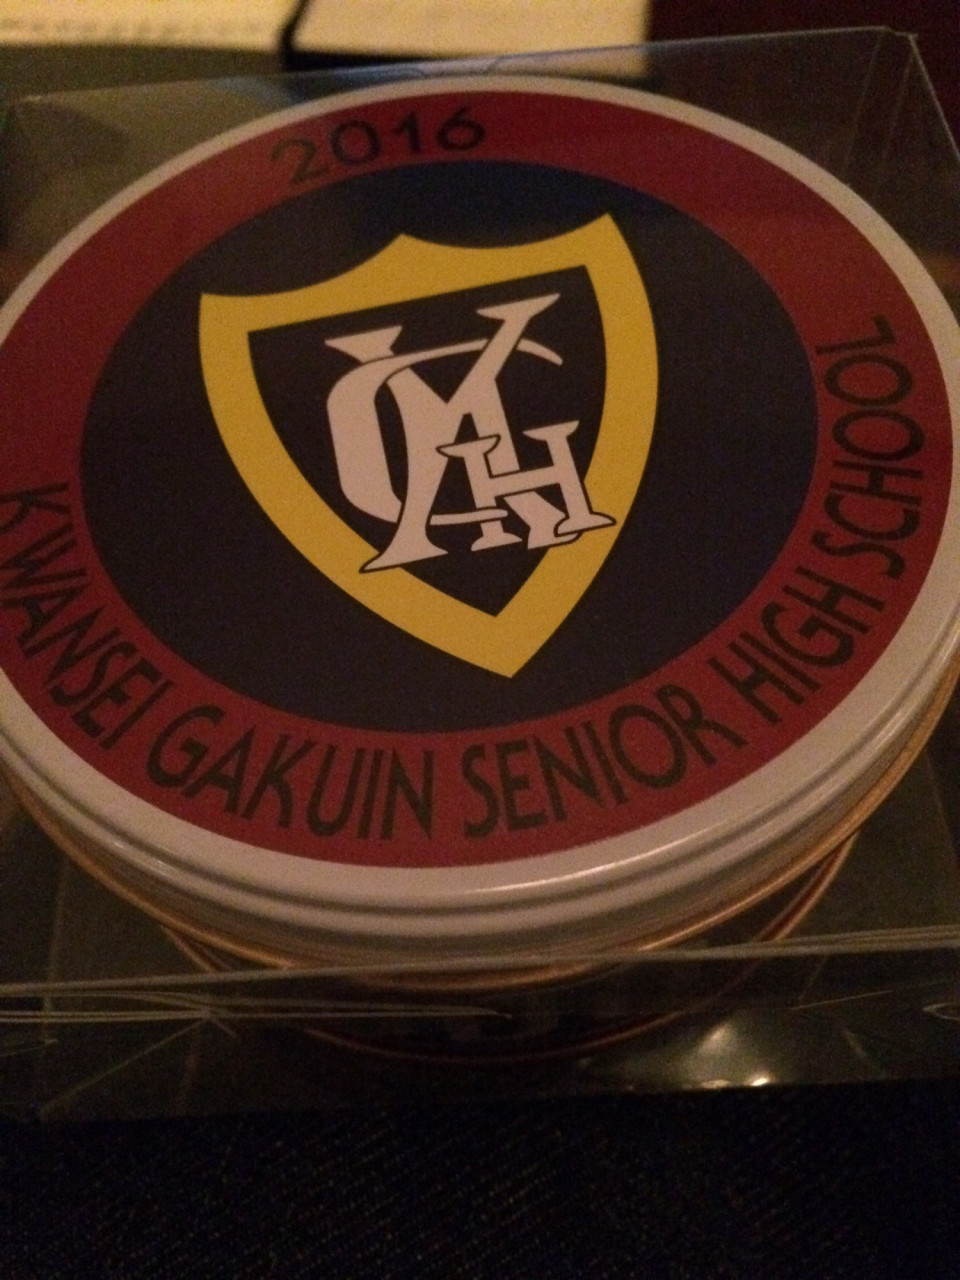 2016
KGH
KWANSEI GAKUIN SENIOR HIGH SCHOOL